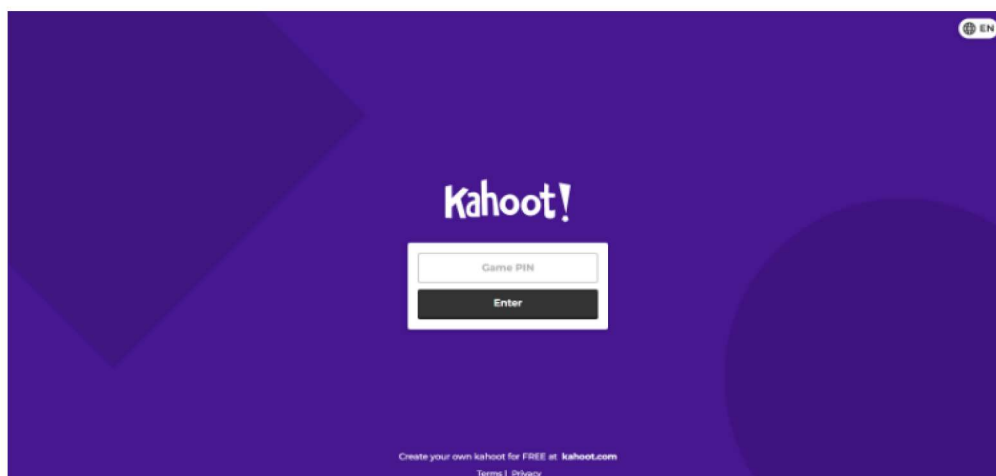 EN
Kahoot!
Game PIN
Enter
Create your own kahoot for FREE at kahoot.com
Terms | Privacy